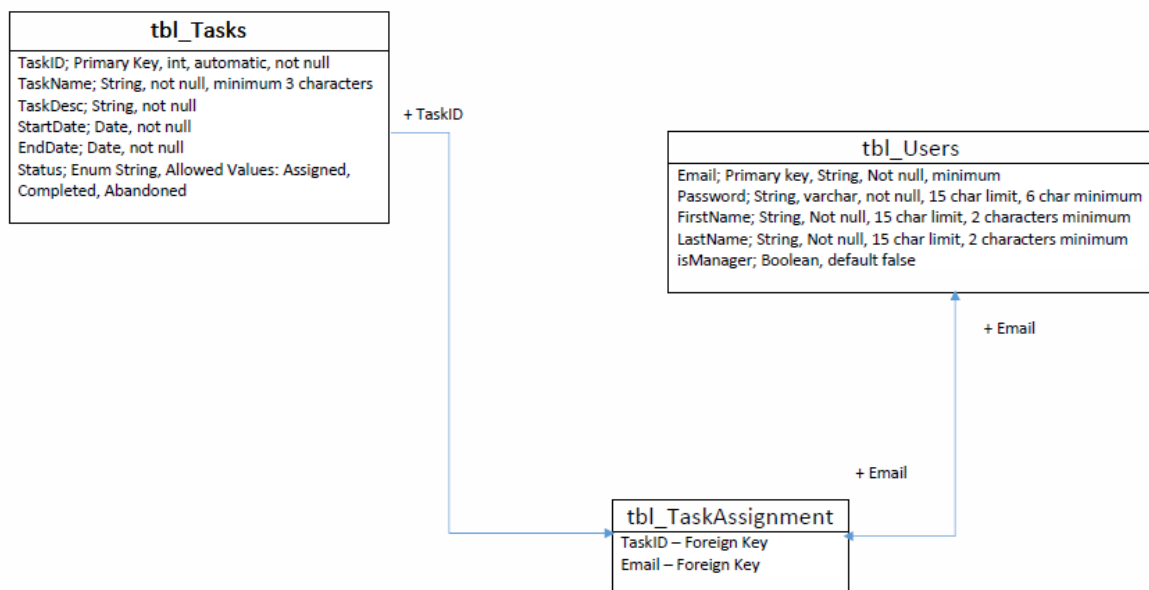 tbl_Tasks
TaskID; Primary Key, int, automatic, not null
TaskName; String, not null, minimum 3 characters
TaskDesc; String, not null
StartDate; Date, not null
EndDate; Date, not null
Status; Enum String, Allowed Values: Assigned,
Completed, Abandoned
+ TaskID
tbl_Users
Email; Primary key, String, Not null, minimum
Password; String, varchar, not null, 15 char limit, 6 char minimum
FirstName; String, Not null, 15 char limit, 2 characters minimum
LastName; String, Not null, 15 char limit, 2 characters minimum
isManager; Boolean, default false
+ Email
+ Email
tbl_TaskAssignment
TaskID – Foreign Key
Email – Foreign Key